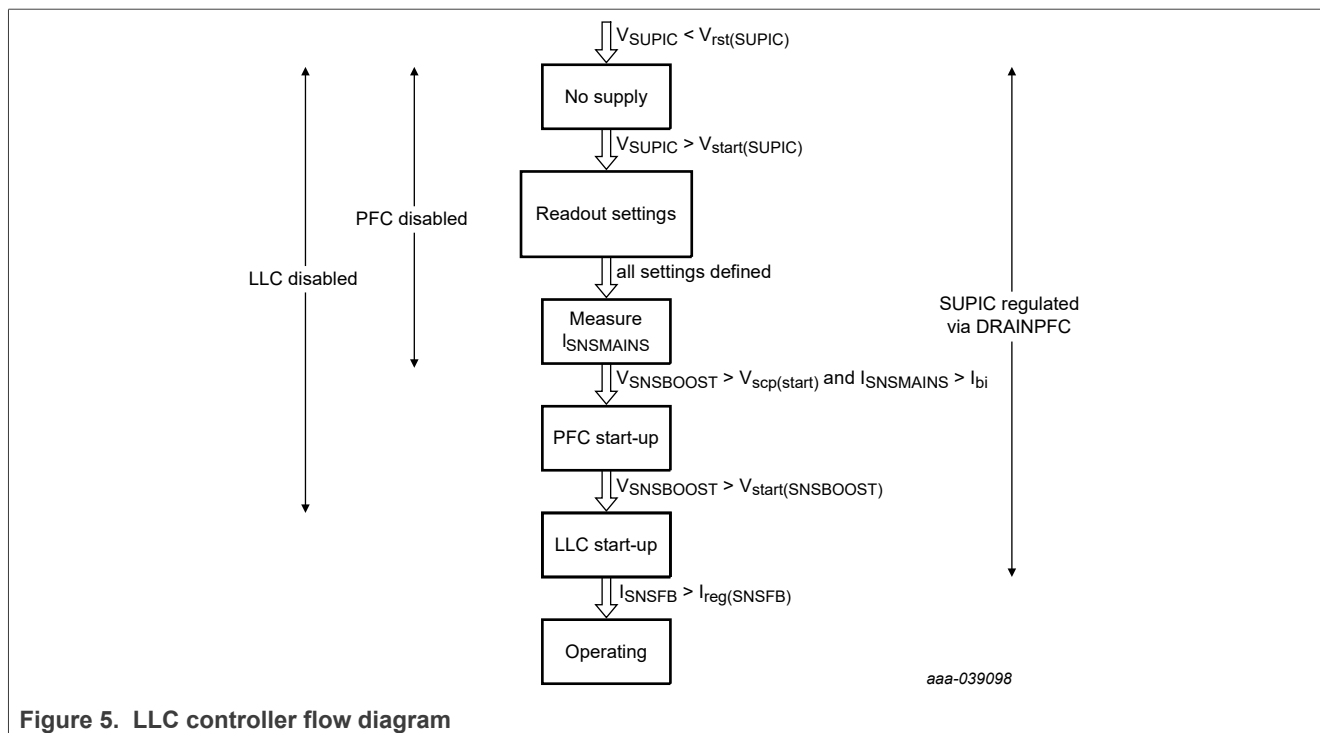 VSUPIC < Vrst(SUPIC)
No supply
VSUPIC > Vstart(SUPIC)
Readout settings
PFC disabled
LLC disabled
all settings defined
SUPIC regulated
via DRAINPFC
Measure
ISNSMAINS
VSNSBOOST > Vscp(start) and ISNSMAINS > Ibi
PFC start-up
VSNSBOOST > Vstart(SNSBOOST)
LLC start-up
ISNSFB > Ireg(SNSFB)
Operating
aaa-039098
Figure 5. LLC controller flow diagram